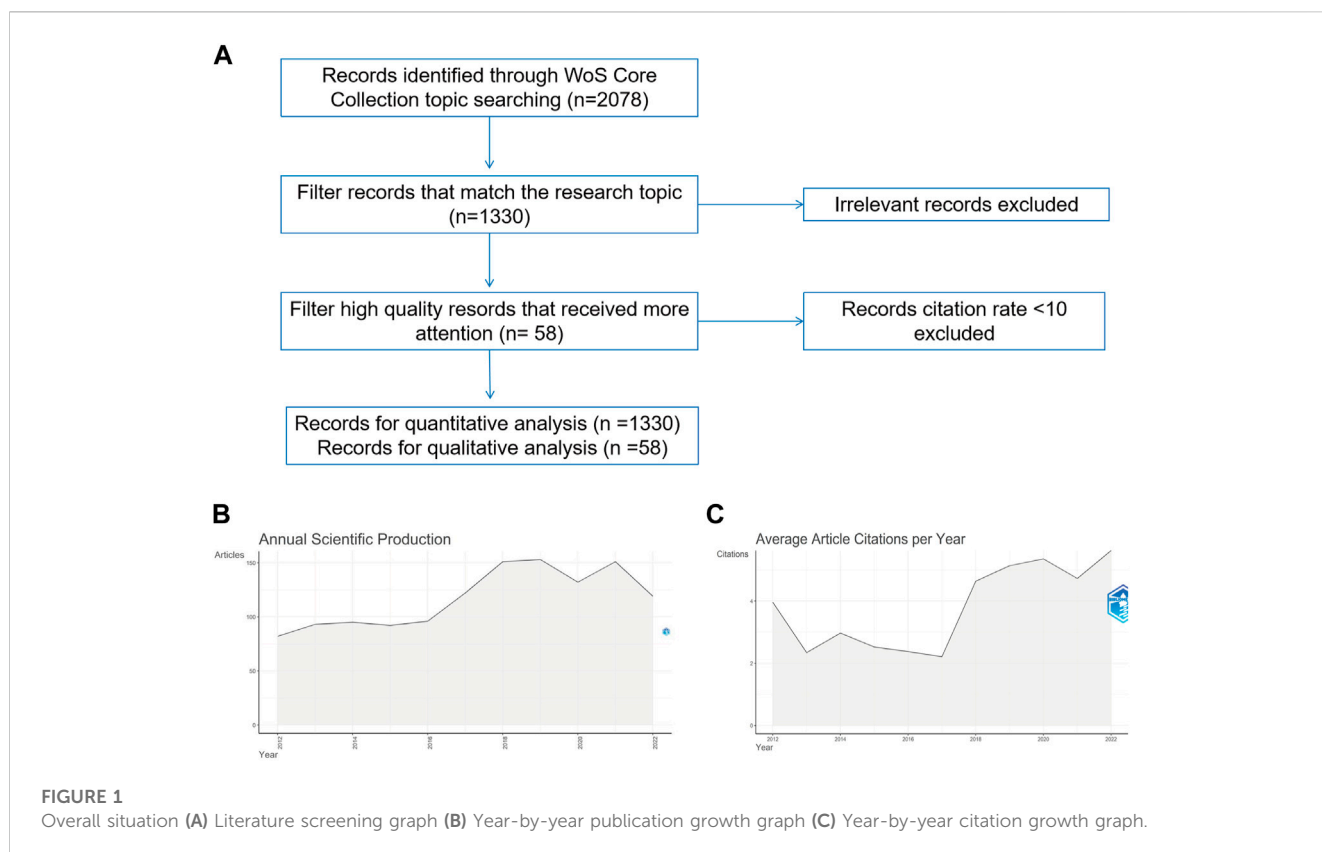 A
Records identified through WoS Core
Collection topic searching (n=2078)
Filter records that match the research topic
(n=1330)
Irrelevant records excluded
Filter high quality resords that received more
attention (n= 58)
Records citation rate <10
excluded
Records for quantitative analysis (n =1330)
Records for qualitative analysis (n =58)
B
Annual Scientific Production
Articles
150
100
50
0
2012
2014
2016
2018
2020
2022
Year
C
Average Article Citations per Year
Citations
4
2
0
2012
2014
2016
2018
2020
2022
Year
FIGURE 1
Overall situation (A) Literature screening graph (B) Year-by-year publication growth graph (C) Year-by-year citation growth graph.